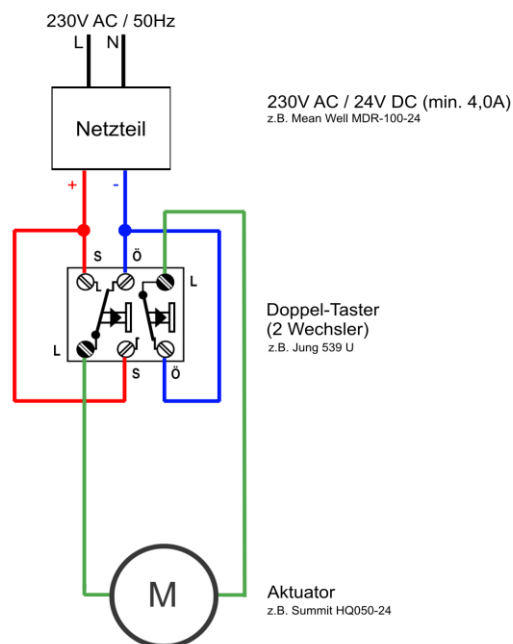 230V AC / 50Hz
L N
230V AC / 24V DC (min. 4,0A)
z.B. Mean Well MDR-100-24
Netzteil
+ -
S Ö
L
L
S Ö
Doppel-Taster
(2 Wechsler)
z.B. Jung 539 U
M
Aktuator
z.B. Summit HQ050-24